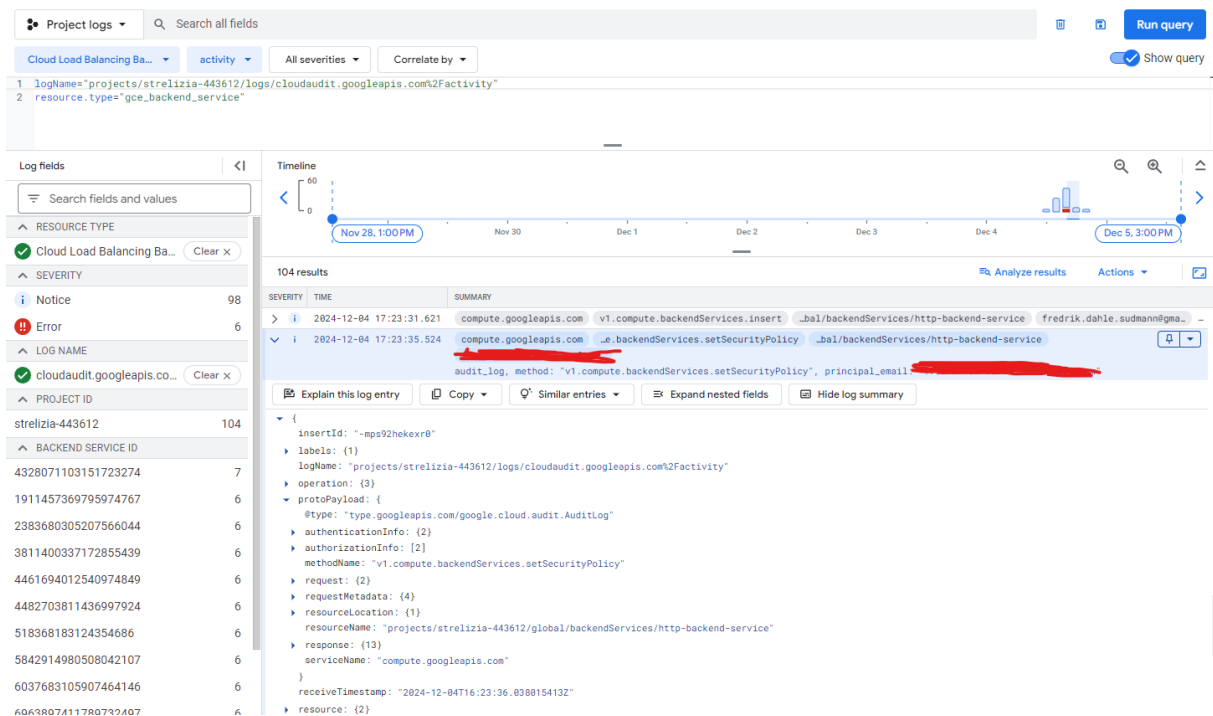 Project logs Search all fields Run query
Cloud Load Balancing Ba... activity All severities Correlate by Show query
1 logName="projects/strelizia-443612/logs/cloudaudit.googleapis.com%2Factivity"
2 resource.type="gce_backend_service"
Log fields
Search fields and values
RESOURCE TYPE
Cloud Load Balancing Ba... Clear
SEVERITY
Notice 98
Error 6
LOG NAME
cloudaudit.googleapis.co... Clear
PROJECT ID
strelizia-443612 104
BACKEND SERVICE ID
4328071103151723274 7
1911457369795974767 6
2383680305207566044 6
3811400337172855439 6
4461694012540974849 6
4482703811436997924 6
518368183124354686 6
5842914980508042107 6
6037683105907464146 6
6963897411789732497 6
Timeline
60
0
Nov 28, 1:00 PM Nov 30 Dec 1 Dec 2 Dec 3 Dec 4 Dec 5, 3:00 PM
104 results Analyze results Actions
SEVERITY TIME SUMMARY
2024-12-04 17:23:31.621 compute.googleapis.com v1.compute.backendServices.insert …bal/backendServices/http-backend-service fredrik.dahle.sudmann@gma…
2024-12-04 17:23:35.524 compute.googleapis.com …e.backendServices.setSecurityPolicy …bal/backendServices/http-backend-service
audit_log, method: "v1.compute.backendServices.setSecurityPolicy", principal_email:
Explain this log entry Copy Similar entries Expand nested fields Hide log summary
{
insertId: "-mps92hekexr0"
labels: {1}
logName: "projects/strelizia-443612/logs/cloudaudit.googleapis.com%2Factivity"
operation: {3}
protoPayload: {
@type: "type.googleapis.com/google.cloud.audit.AuditLog"
authenticationInfo: {2}
authorizationInfo: [2]
methodName: "v1.compute.backendServices.setSecurityPolicy"
request: {2}
requestMetadata: {4}
resourceLocation: {1}
resourceName: "projects/strelizia-443612/global/backendServices/http-backend-service"
response: {13}
serviceName: "compute.googleapis.com"
}
receiveTimestamp: "2024-12-04T16:23:36.038015413Z"
resource: {2}